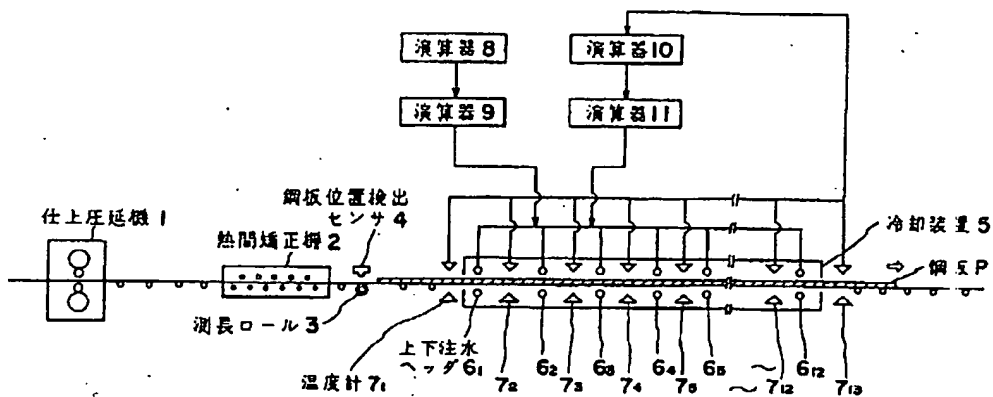 演算器8
演算器10
演算器9
演算器11
鋼板位置検出
センサ4
仕上圧延機1
熱間矯正機2
冷却装置5
鋼反P
測長ロール3
上下注水
ヘッダ6₁
温度計7₁
7₂
6₂
7₃
6₃
7₄
6₄
7₅
6₅
〜
〜7₁₂
6₁₂
7₁₃